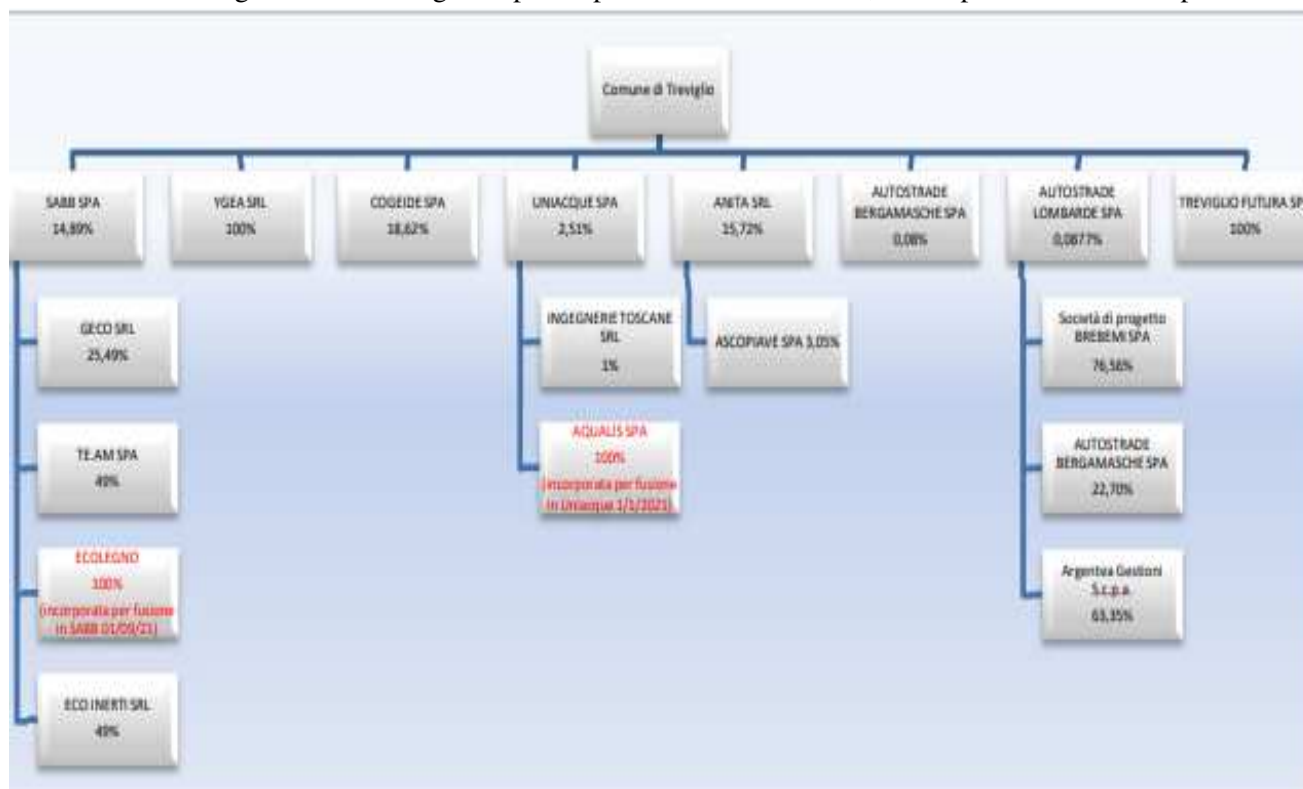 Comune di Treviglio
SABB SPA
14,89%
YGEA SRL
100%
COGEIDE SPA
18,62%
UNIACQUE SPA
2,51%
ANITA SRL
15,72%
AUTOSTRADE
BERGAMASCHE SPA
0,08%
AUTOSTRADE
LOMBARDE SPA
0,0877%
TREVIGLIO FUTURA SP
100%
GECO SRL
25,49%
TE.AM SPA
49%
ECOLEGNO
100%
(incorporata per fusione
in SABB 01/09/21)
ECO INERTI SRL
49%
INGEGNERIE TOSCANE
SRL
1%
AQUALIS SPA
100%
(incorporata per fusione
in Uniacque 1/1/2021)
ASCOPIAVE SPA 3,05%
Società di progetto
BREBEMI SPA
76,56%
AUTOSTRADE
BERGAMASCHE SPA
22,70%
Argentea Gestioni
S.c.p.a.
63,35%